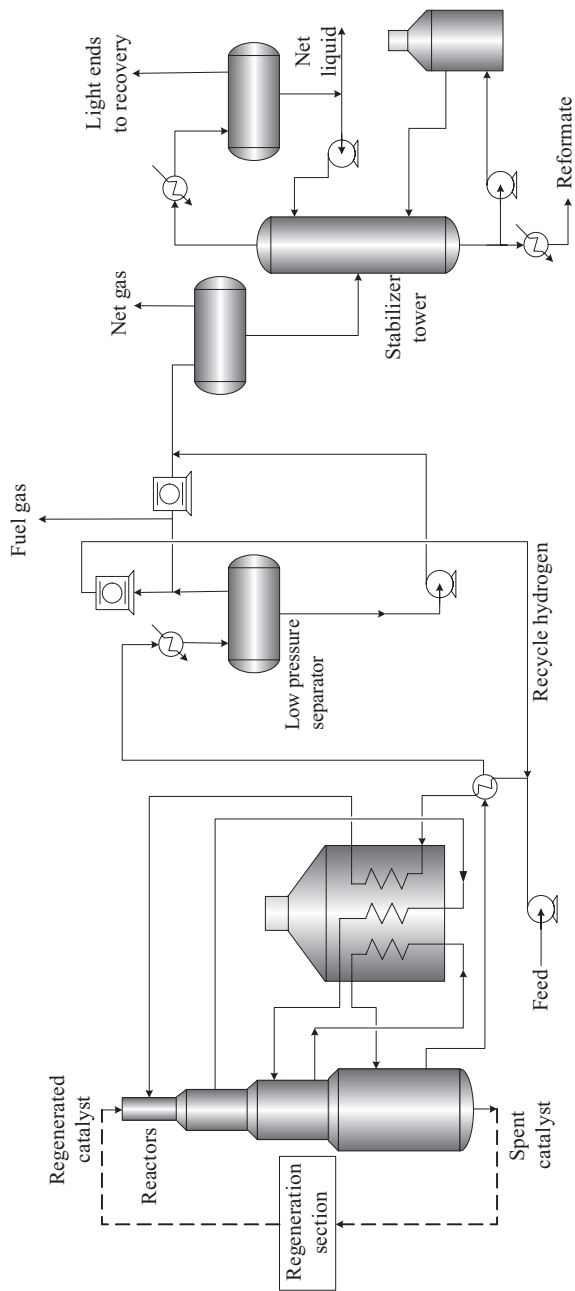 Regenerated
catalyst
Reactors
Regeneration
section
Spent
catalyst
Feed
Recycle hydrogen
Low pressure
separator
Fuel gas
Net gas
Stabilizer
tower
Light ends
to recovery
Net
liquid
Reformate